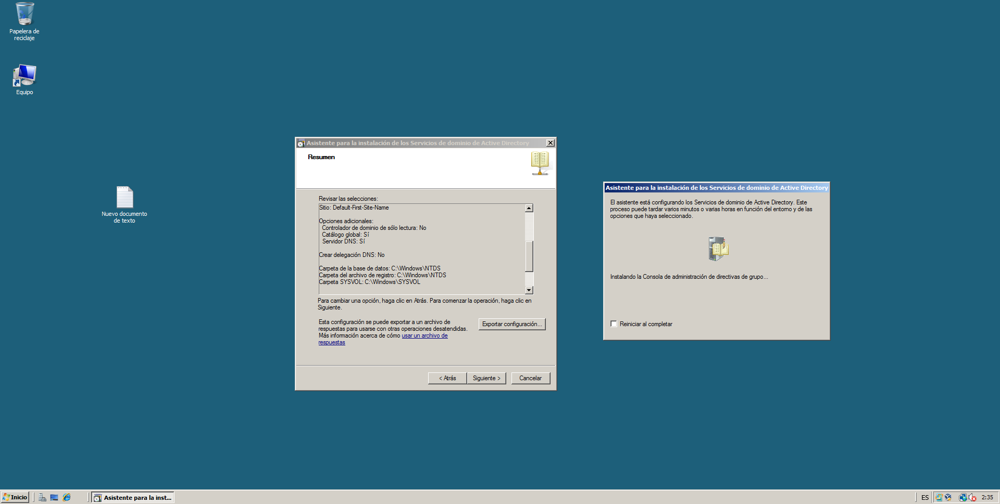 Papelera de
reciclaje
Equipo
Nuevo documento
de texto
Asistente para la instalación de los Servicios de dominio de Active Directory
Resumen
Revisar las selecciones:
Sitio: Default-First-Site-Name
Opciones adicionales:
Controlador de dominio de sólo lectura: No
Catálogo global: Sí
Servidor DNS: Sí
Crear delegación DNS: No
Carpeta de la base de datos: C:\Windows\NTDS
Carpeta del archivo de registro: C:\Windows\NTDS
Carpeta SYSVOL: C:\Windows\SYSVOL
Para cambiar una opción, haga clic en Atrás. Para comenzar la operación, haga clic en
Siguiente.
Esta configuración se puede exportar a un archivo de
respuestas para usarse con otras operaciones desatendidas.
Más información acerca de cómo usar un archivo de
respuestas
Exportar configuración...
< Atrás
Siguiente >
Cancelar
Asistente para la instalación de los Servicios de dominio de Active Directory
El asistente está configurando los Servicios de dominio de Active Directory. Este
proceso puede tardar varios minutos o varias horas en función del entorno y de las
opciones que haya seleccionado.
Instalando la Consola de administración de directivas de grupo...
Reiniciar al completar
Inicio
Asistente para la inst...
ES
2:35